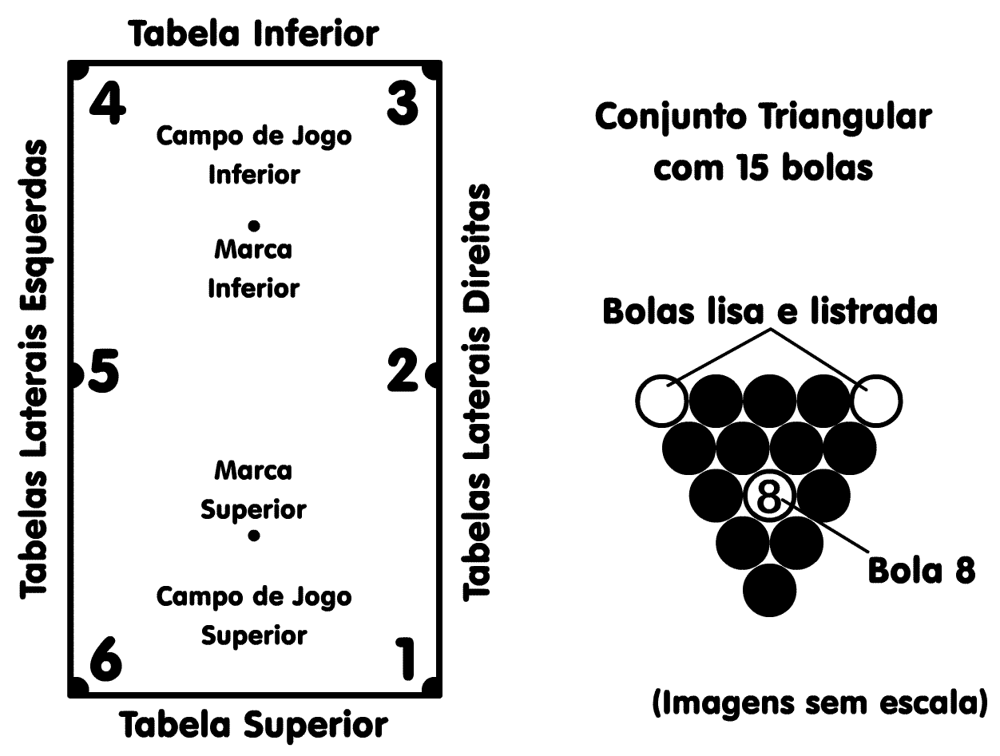 Tabela Inferior
4
3
Campo de Jogo
Inferior
Marca
Inferior
Tabelas Laterais Esquerdas
Tabelas Laterais Direitas
5
2
Marca
Superior
Campo de Jogo
Superior
6
1
Tabela Superior
Conjunto Triangular
com 15 bolas
Bolas lisa e listrada
8
Bola 8
(Imagens sem escala)